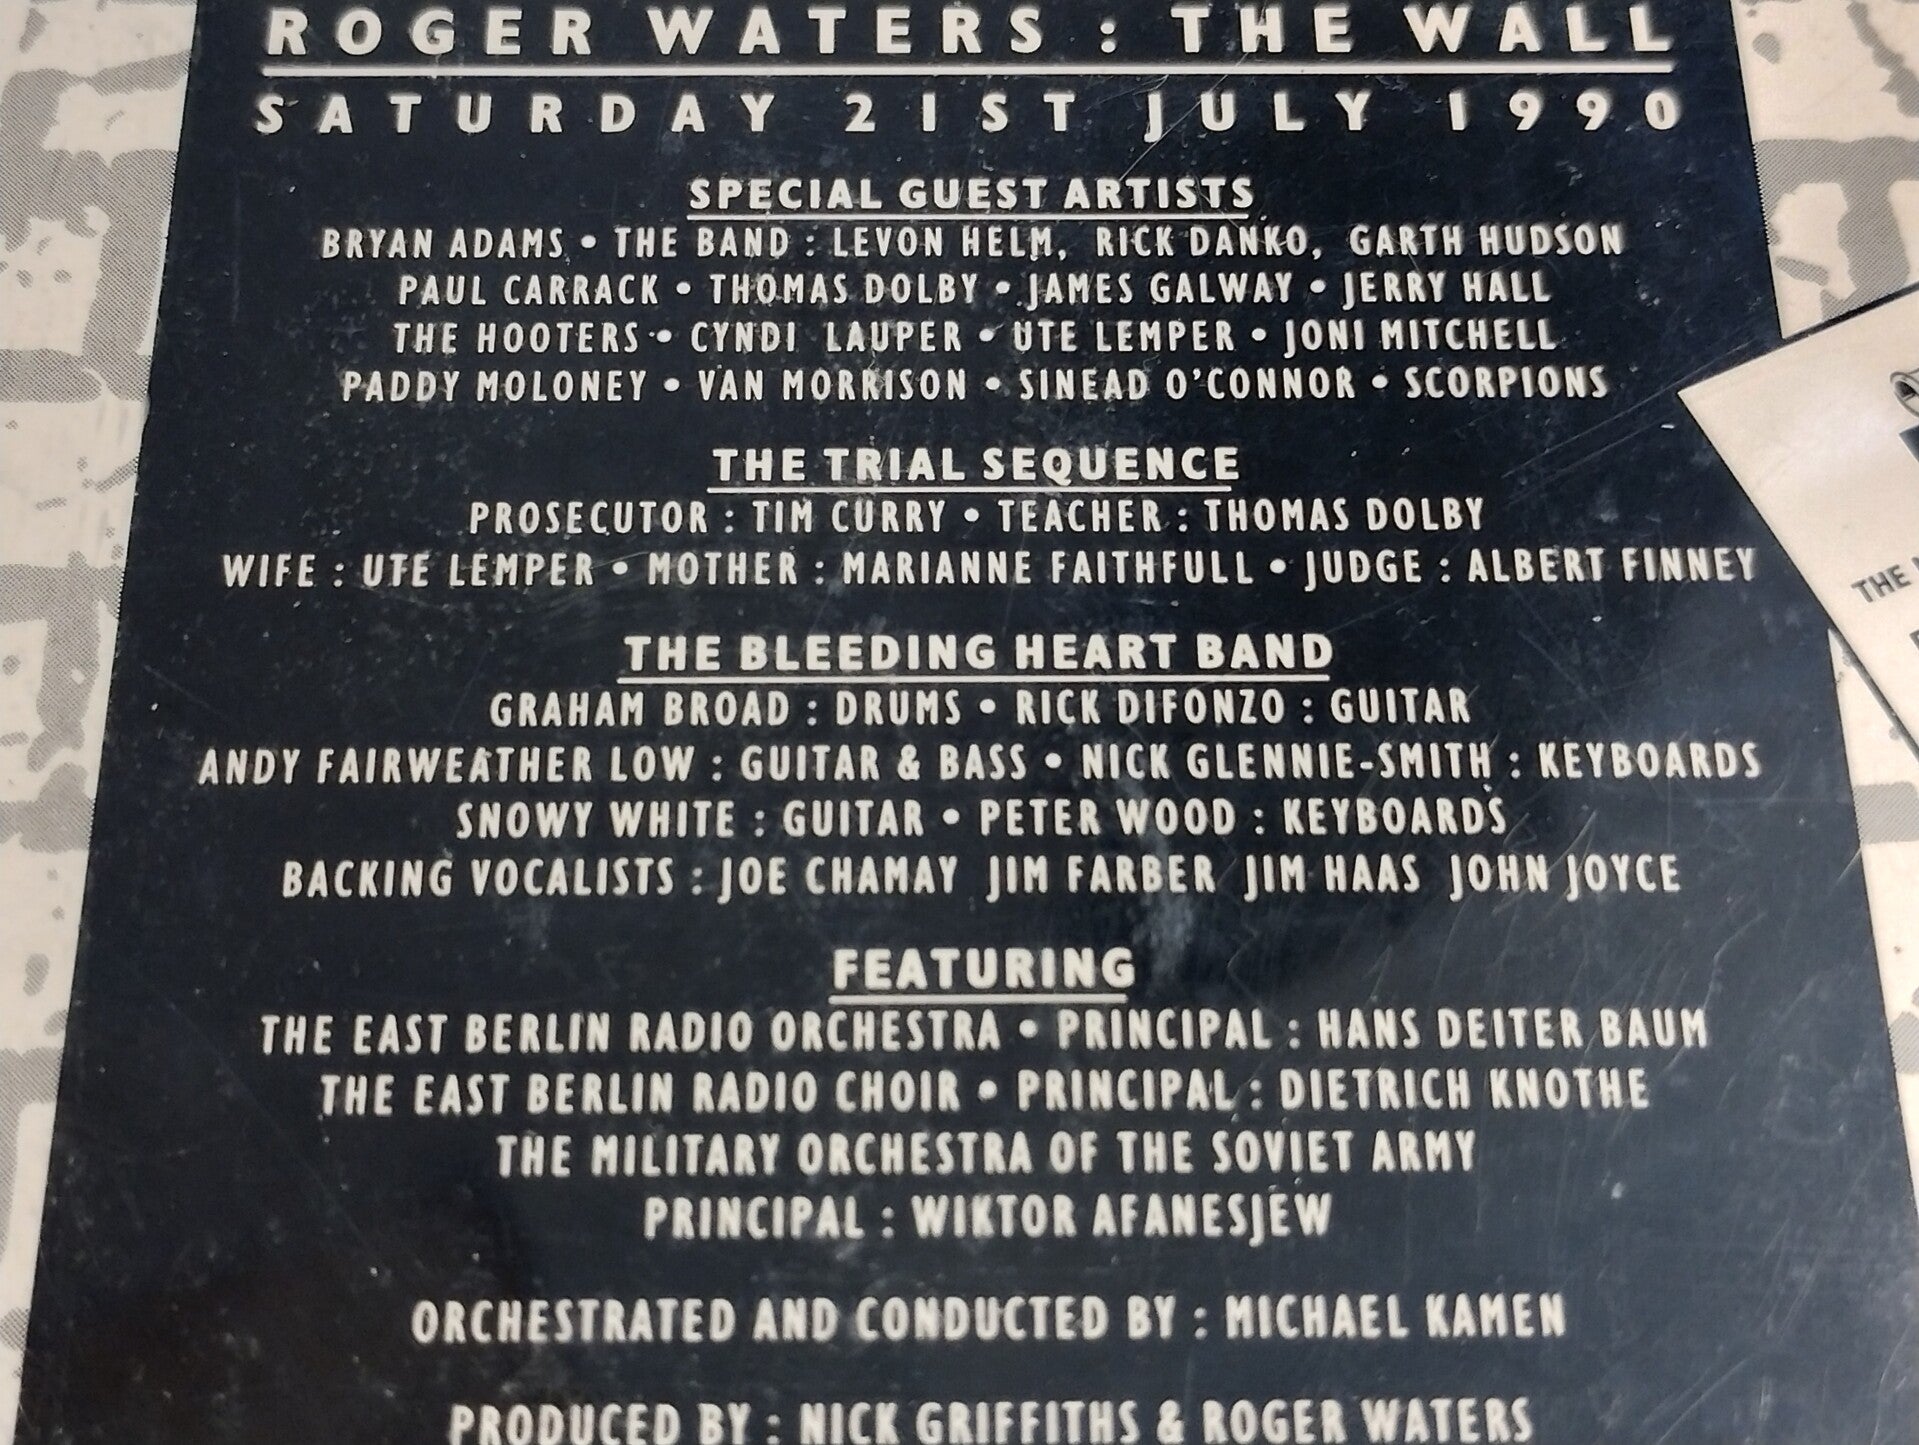 ROGER WATERS : THE WALL
SATURDAY 21ST JULY 1990
SPECIAL GUEST ARTISTS
BRYAN ADAMS • THE BAND : LEVON HELM, RICK DANKO, GARTH HUDSON
PAUL CARRACK • THOMAS DOLBY • JAMES GALWAY • JERRY HALL
THE HOOTERS • CYNDI LAUPER • UTE LEMPER • JONI MITCHELL
PADDY MOLONEY • VAN MORRISON • SINEAD O'CONNOR • SCORPIONS
THE TRIAL SEQUENCE
PROSECUTOR : TIM CURRY • TEACHER : THOMAS DOLBY
WIFE : UTE LEMPER • MOTHER : MARIANNE FAITHFULL • JUDGE : ALBERT FINNEY
THE BLEEDING HEART BAND
GRAHAM BROAD : DRUMS • RICK DIFONZO : GUITAR
ANDY FAIRWEATHER LOW : GUITAR & BASS • NICK GLENNIE-SMITH : KEYBOARDS
SNOWY WHITE : GUITAR • PETER WOOD : KEYBOARDS
BACKING VOCALISTS : JOE CHAMAY JIM FARBER JIM HAAS JOHN JOYCE
FEATURING
THE EAST BERLIN RADIO ORCHESTRA • PRINCIPAL : HANS DEITER BAUM
THE EAST BERLIN RADIO CHOIR • PRINCIPAL : DIETRICH KNOTHE
THE MILITARY ORCHESTRA OF THE SOVIET ARMY
PRINCIPAL : WIKTOR AFANESJEW
ORCHESTRATED AND CONDUCTED BY : MICHAEL KAMEN
PRODUCED BY : NICK GRIFFITHS & ROGER WATERS
THE